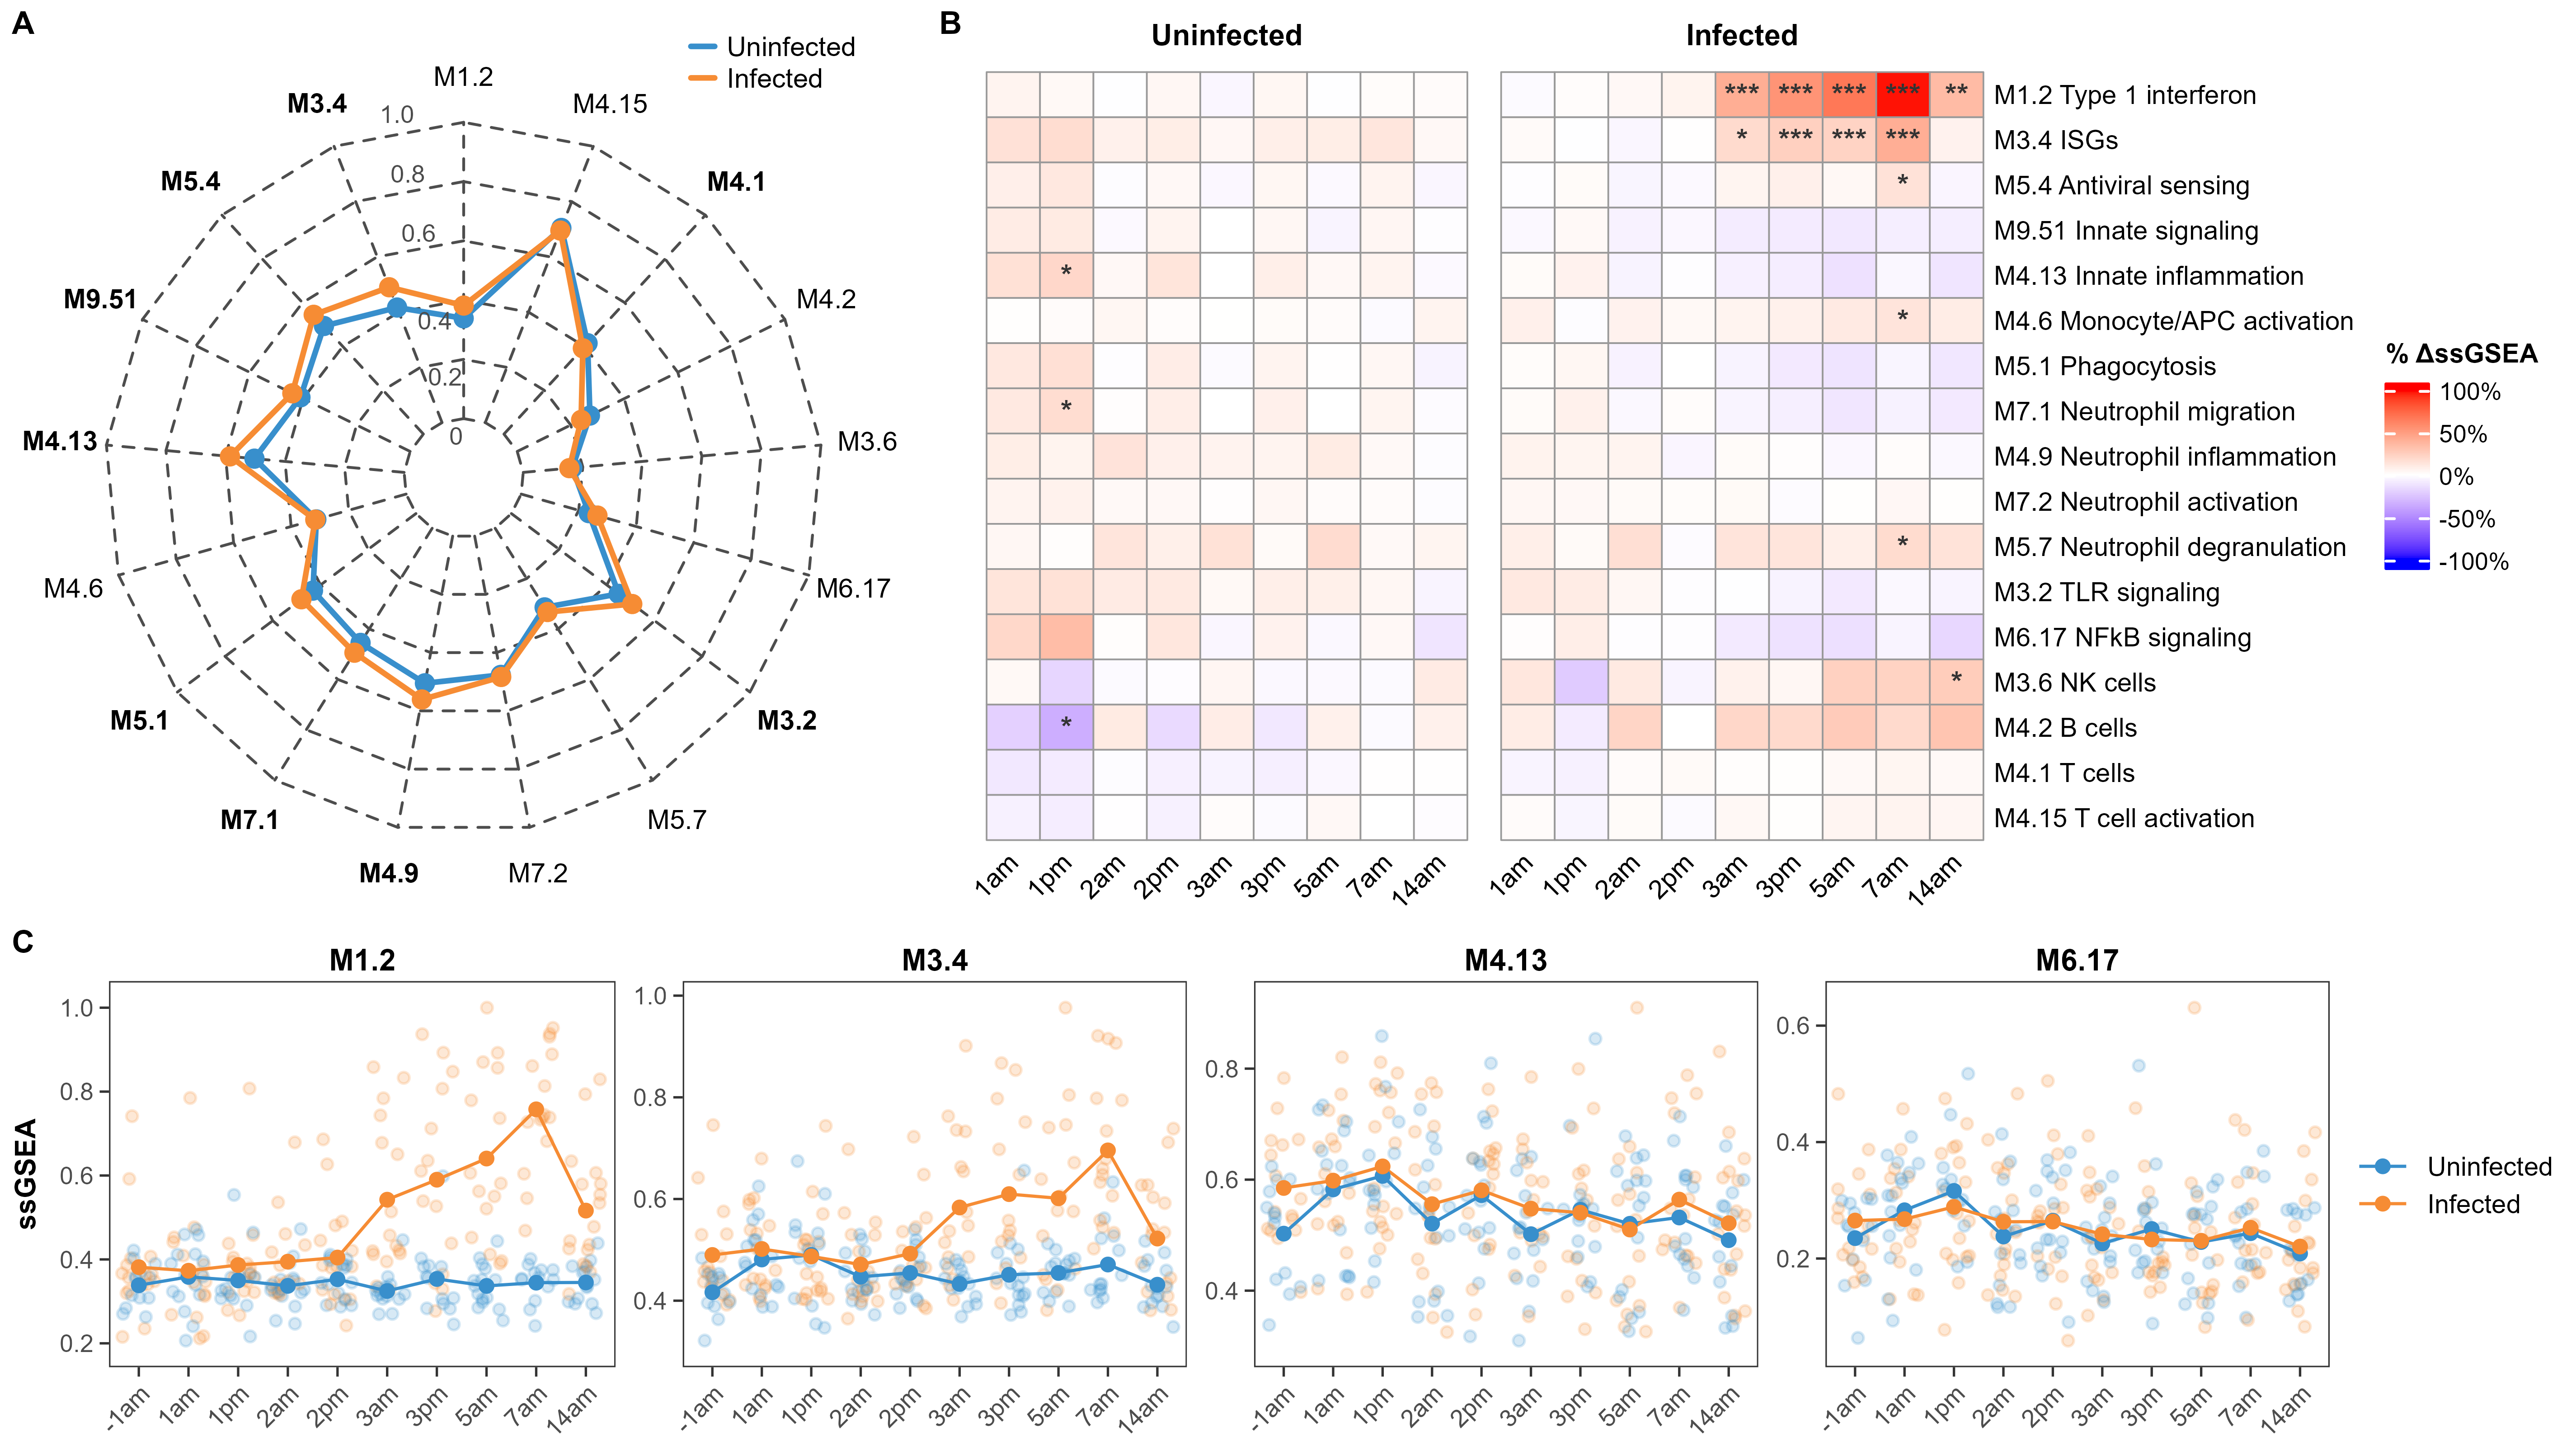 A
Uninfected
Infected
M1.2
M4.15
M4.1
M4.2
M3.6
M6.17
M3.2
M5.7
M7.2
M4.9
M7.1
M5.1
M4.6
M4.13
M9.51
M5.4
M3.4
1.0
0.8
0.6
0.4
0.2
0
B
Uninfected
Infected
*** *** *** *** ** M1.2 Type 1 interferon
* *** *** *** M3.4 ISGs
* M5.4 Antiviral sensing
M9.51 Innate signaling
* M4.13 Innate inflammation
* M4.6 Monocyte/APC activation
M5.1 Phagocytosis
* M7.1 Neutrophil migration
M4.9 Neutrophil inflammation
M7.2 Neutrophil activation
* M5.7 Neutrophil degranulation
M3.2 TLR signaling
M6.17 NFkB signaling
* M3.6 NK cells
* M4.2 B cells
M4.1 T cells
M4.15 T cell activation
1am 1pm 2am 2pm 3am 3pm 5am 7am 14am
1am 1pm 2am 2pm 3am 3pm 5am 7am 14am
% ΔssGSEA
100%
50%
0%
-50%
-100%
C
ssGSEA
M1.2
1.0
0.8
0.6
0.4
0.2
-1am 1am 1pm 2am 2pm 3am 3pm 5am 7am 14am
M3.4
1.0
0.8
0.6
0.4
-1am 1am 1pm 2am 2pm 3am 3pm 5am 7am 14am
M4.13
0.8
0.6
0.4
-1am 1am 1pm 2am 2pm 3am 3pm 5am 7am 14am
M6.17
0.6
0.4
0.2
-1am 1am 1pm 2am 2pm 3am 3pm 5am 7am 14am
Uninfected
Infected